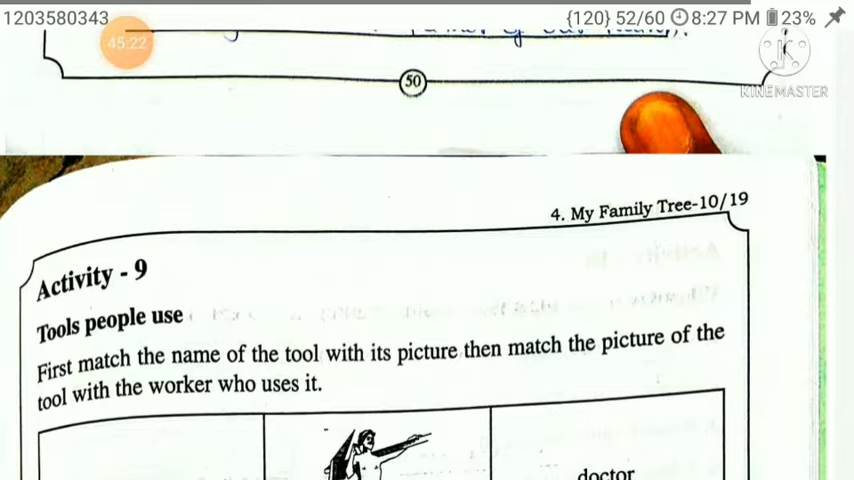 1203580343
{120} 52/60 8:27 PM 23%
45:22
50
KINEMASTER
4. My Family Tree-10/19
Activity - 9
Tools people use
First match the name of the tool with its picture then match the picture of the
tool with the worker who uses it.
doctor